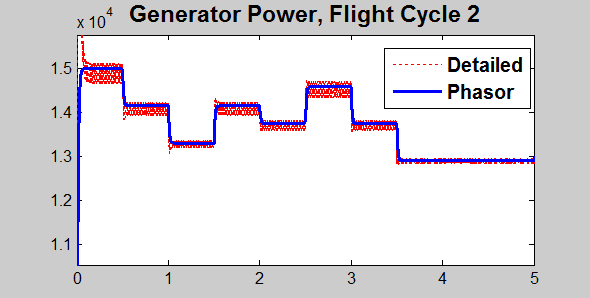 Generator Power, Flight Cycle 2
x 10^4
1.5
1.4
1.3
1.2
1.1
0 1 2 3 4 5
Detailed
Phasor